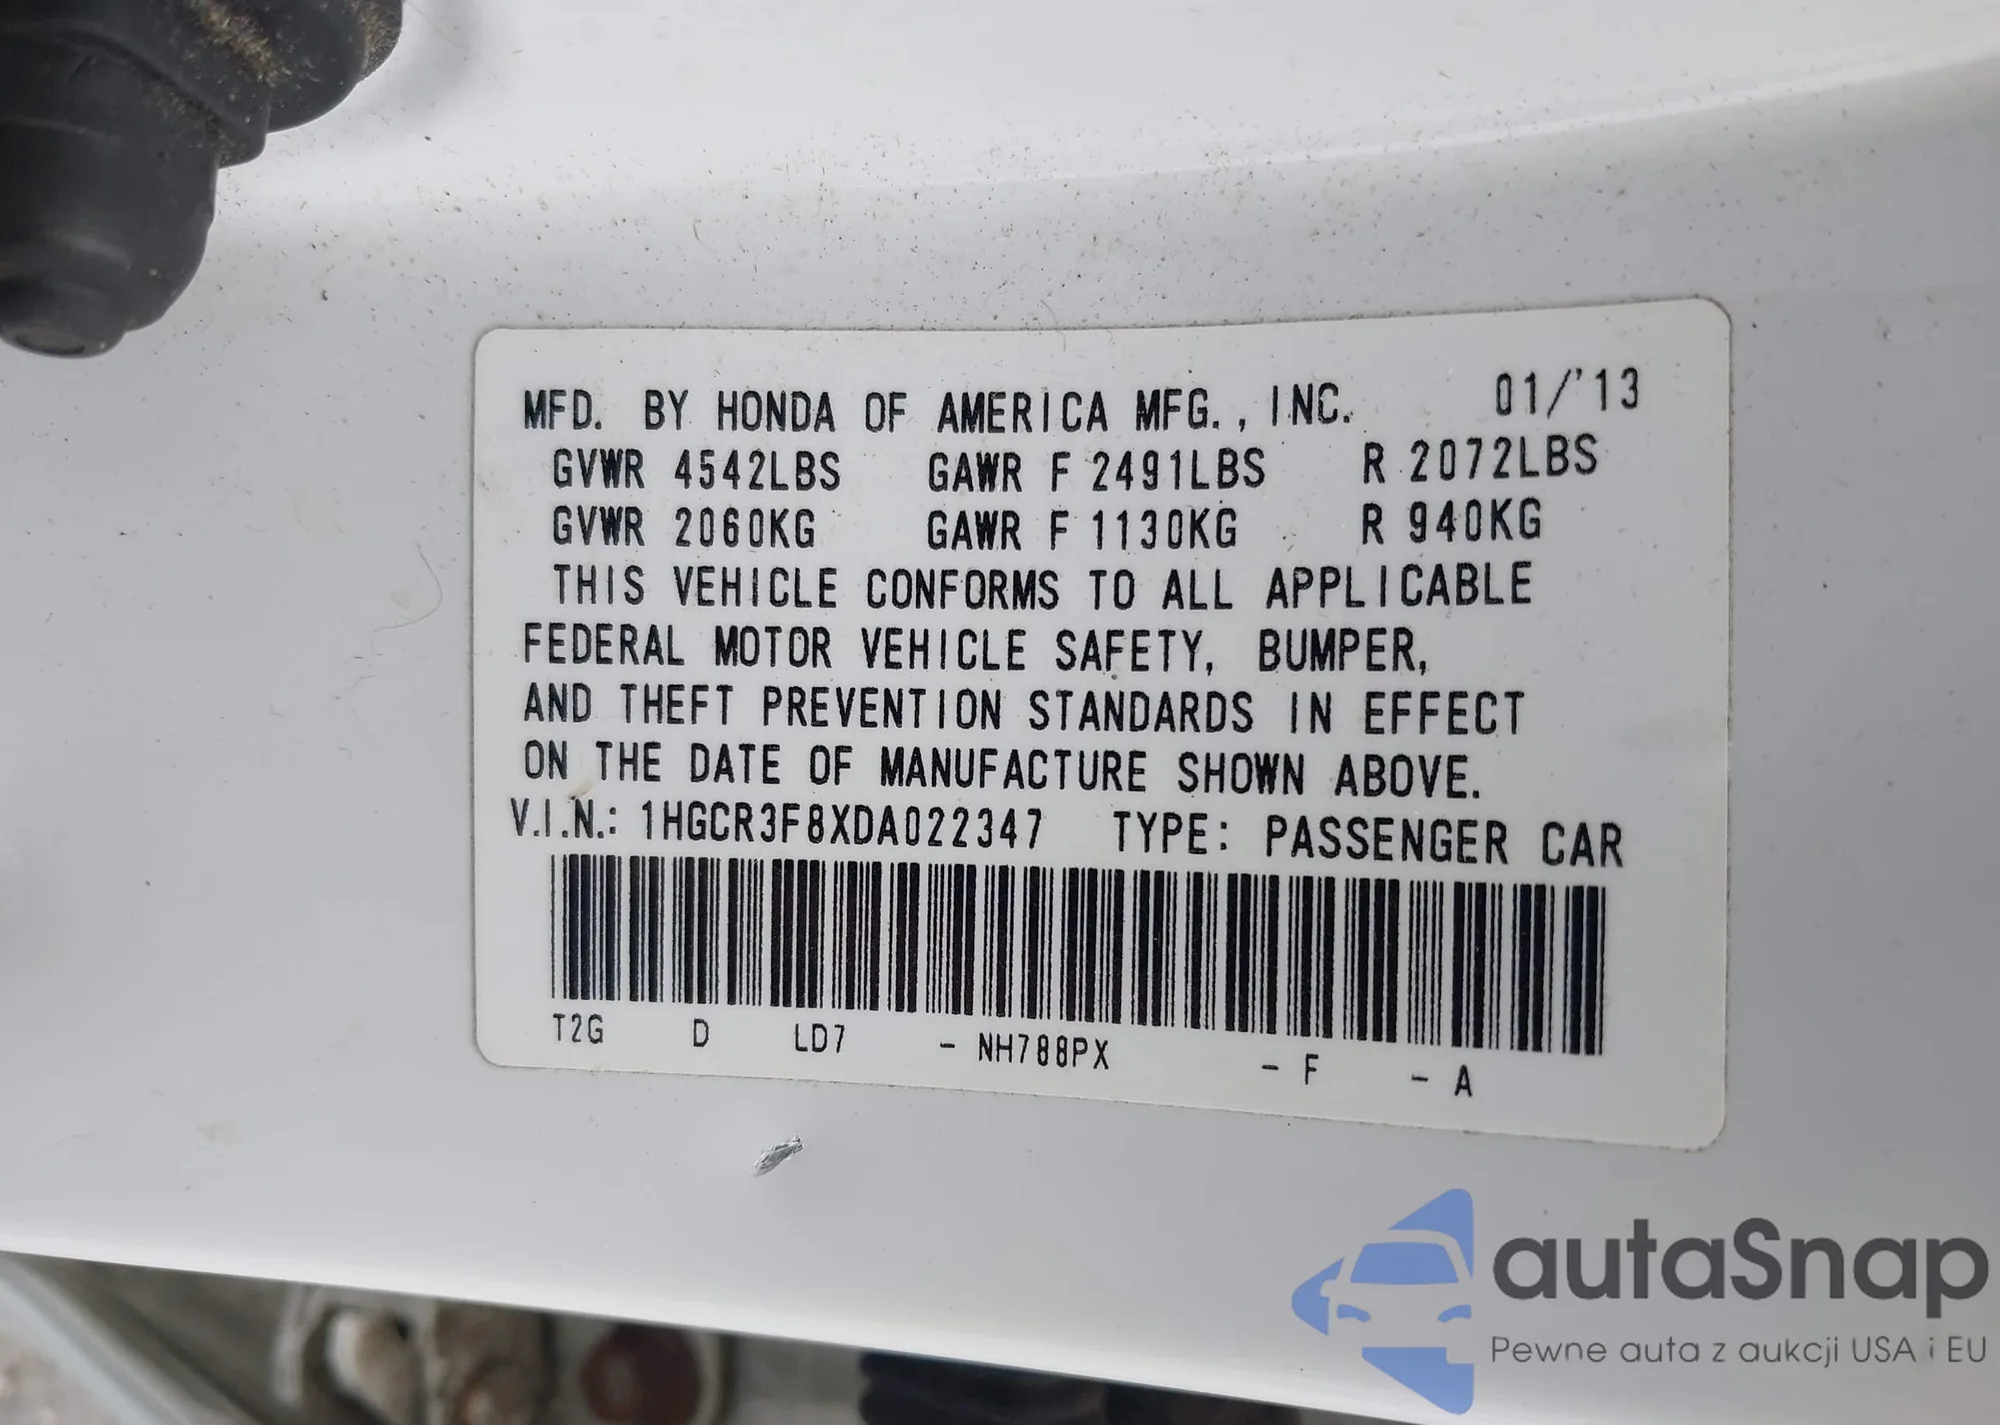 MFD. BY HONDA OF AMERICA MFG., INC. 01/'13
GVWR 4542LBS GAWR F 2491LBS R 2072LBS
GVWR 2060KG GAWR F 1130KG R 940KG
THIS VEHICLE CONFORMS TO ALL APPLICABLE
FEDERAL MOTOR VEHICLE SAFETY, BUMPER,
AND THEFT PREVENTION STANDARDS IN EFFECT
ON THE DATE OF MANUFACTURE SHOWN ABOVE.
V.I.N.: 1HGCR3F8XDA022347 TYPE: PASSENGER CAR
T2G D LD7 - NH788PX - F - A
autaSnap
Pewne auta z aukcji USA i EU